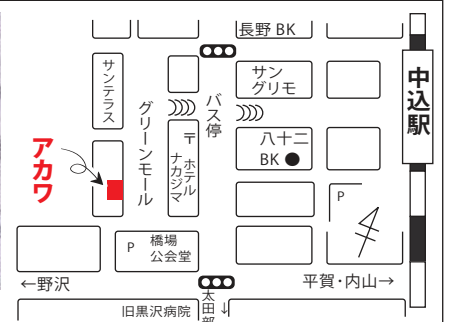 長野 BK
サンテラス
サン
グリモ
中込駅
グリーンモール
バス停
〒
ホテル
ナカジマ
八十二
BK ●
アカワ
P
P
橋場
公会堂
←野沢
平賀・内山→
旧黒沢病院
太田部↓